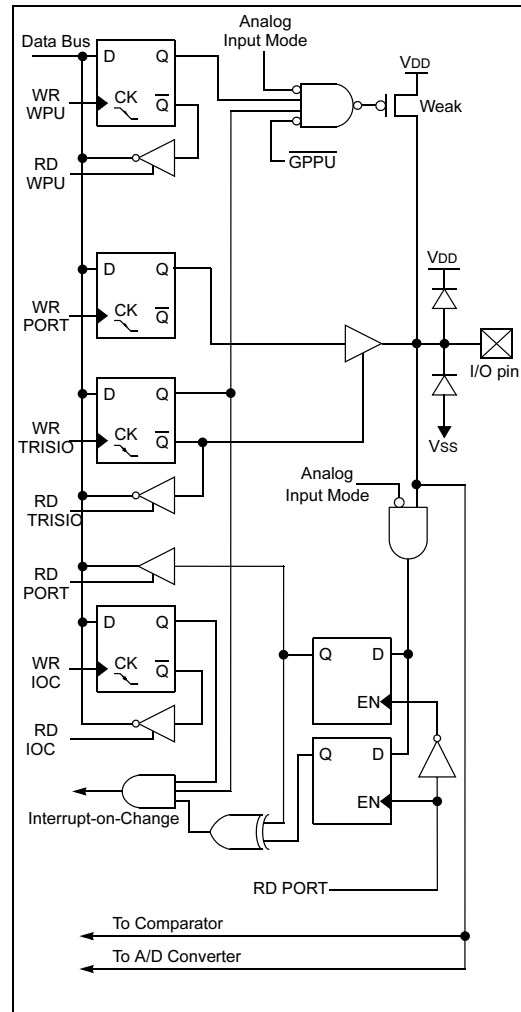 Data Bus
D Q
WR
WPU
CK Q
RD
WPU
Analog
Input Mode
VDD
Weak
GPPU
D Q
WR
PORT
CK Q
VDD
I/O pin
VSS
D Q
WR
TRISIO
CK Q
RD
TRISIO
Analog
Input Mode
RD
PORT
D Q
WR
IOC
CK Q
RD
IOC
Q D
EN
Q D
EN
Interrupt-on-Change
RD PORT
To Comparator
To A/D Converter